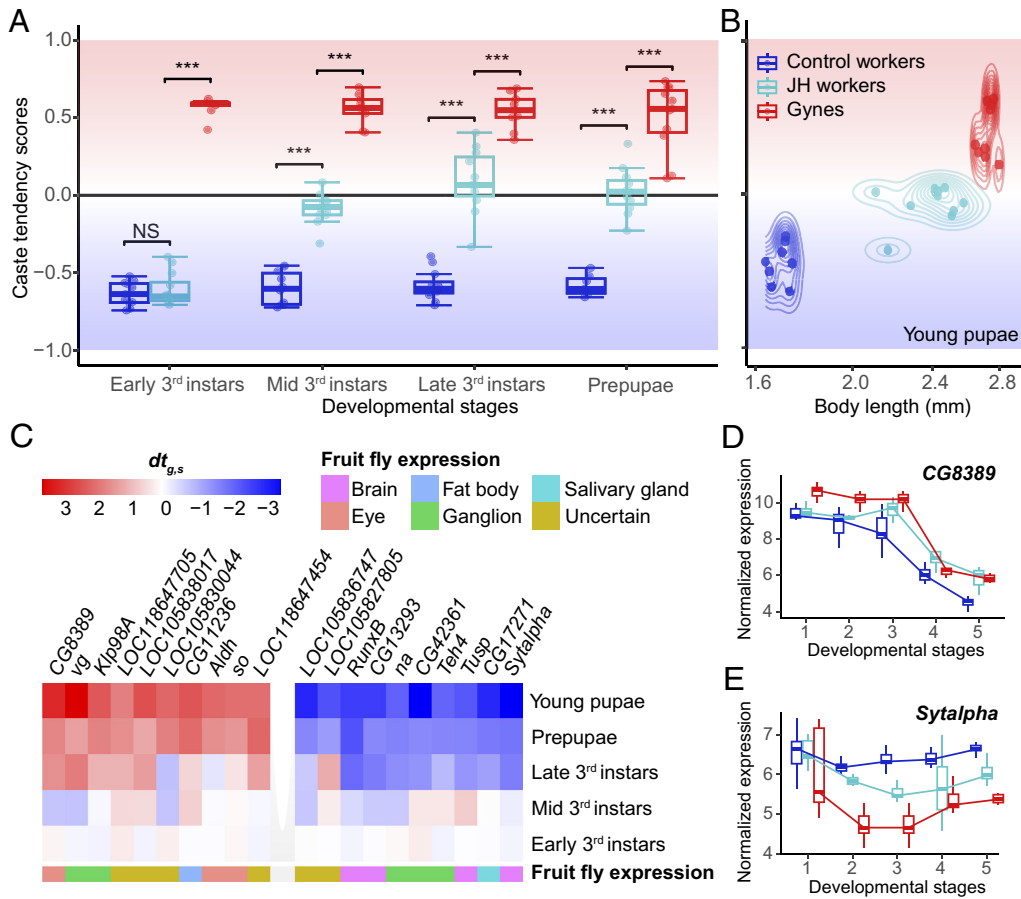 A
Caste tendency scores
1.0
0.5
0.0
−0.5
−1.0
***
***
***
***
***
***
***
NS
Early 3rd instars
Mid 3rd instars
Late 3rd instars
Prepupae
Developmental stages
B
Control workers
JH workers
Gynes
Young pupae
1.6
2.0
2.4
2.8
Body length (mm)
C
dtg,s
3 2 1 0 −1 −2 −3
Fruit fly expression
Brain
Fat body
Salivary gland
Eye
Ganglion
Uncertain
CG8389
vg
Klp98A
LOC118647705
LOC105838017
LOC105830044
CG11236
Aldh
so
LOC118647454
LOC105836747
LOC105827805
RunxB
CG13293
na
CG42361
Teh4
Tusp
CG17271
Sytalpha
Young pupae
Prepupae
Late 3rd instars
Mid 3rd instars
Early 3rd instars
Fruit fly expression
D
CG8389
Normalized expression
10
8
6
4
1 2 3 4 5
Developmental stages
E
Sytalpha
Normalized expression
7
6
5
4
1 2 3 4 5
Developmental stages